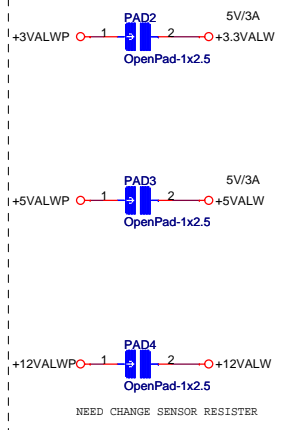 PAD2 5V/3A
+3VALWP 1 2 +3.3VALW
OpenPad-1x2.5
PAD3 5V/3A
+5VALWP 1 2 +5VALW
OpenPad-1x2.5
PAD4
+12VALWP 1 2 +12VALW
OpenPad-1x2.5
NEED CHANGE SENSOR RESISTER